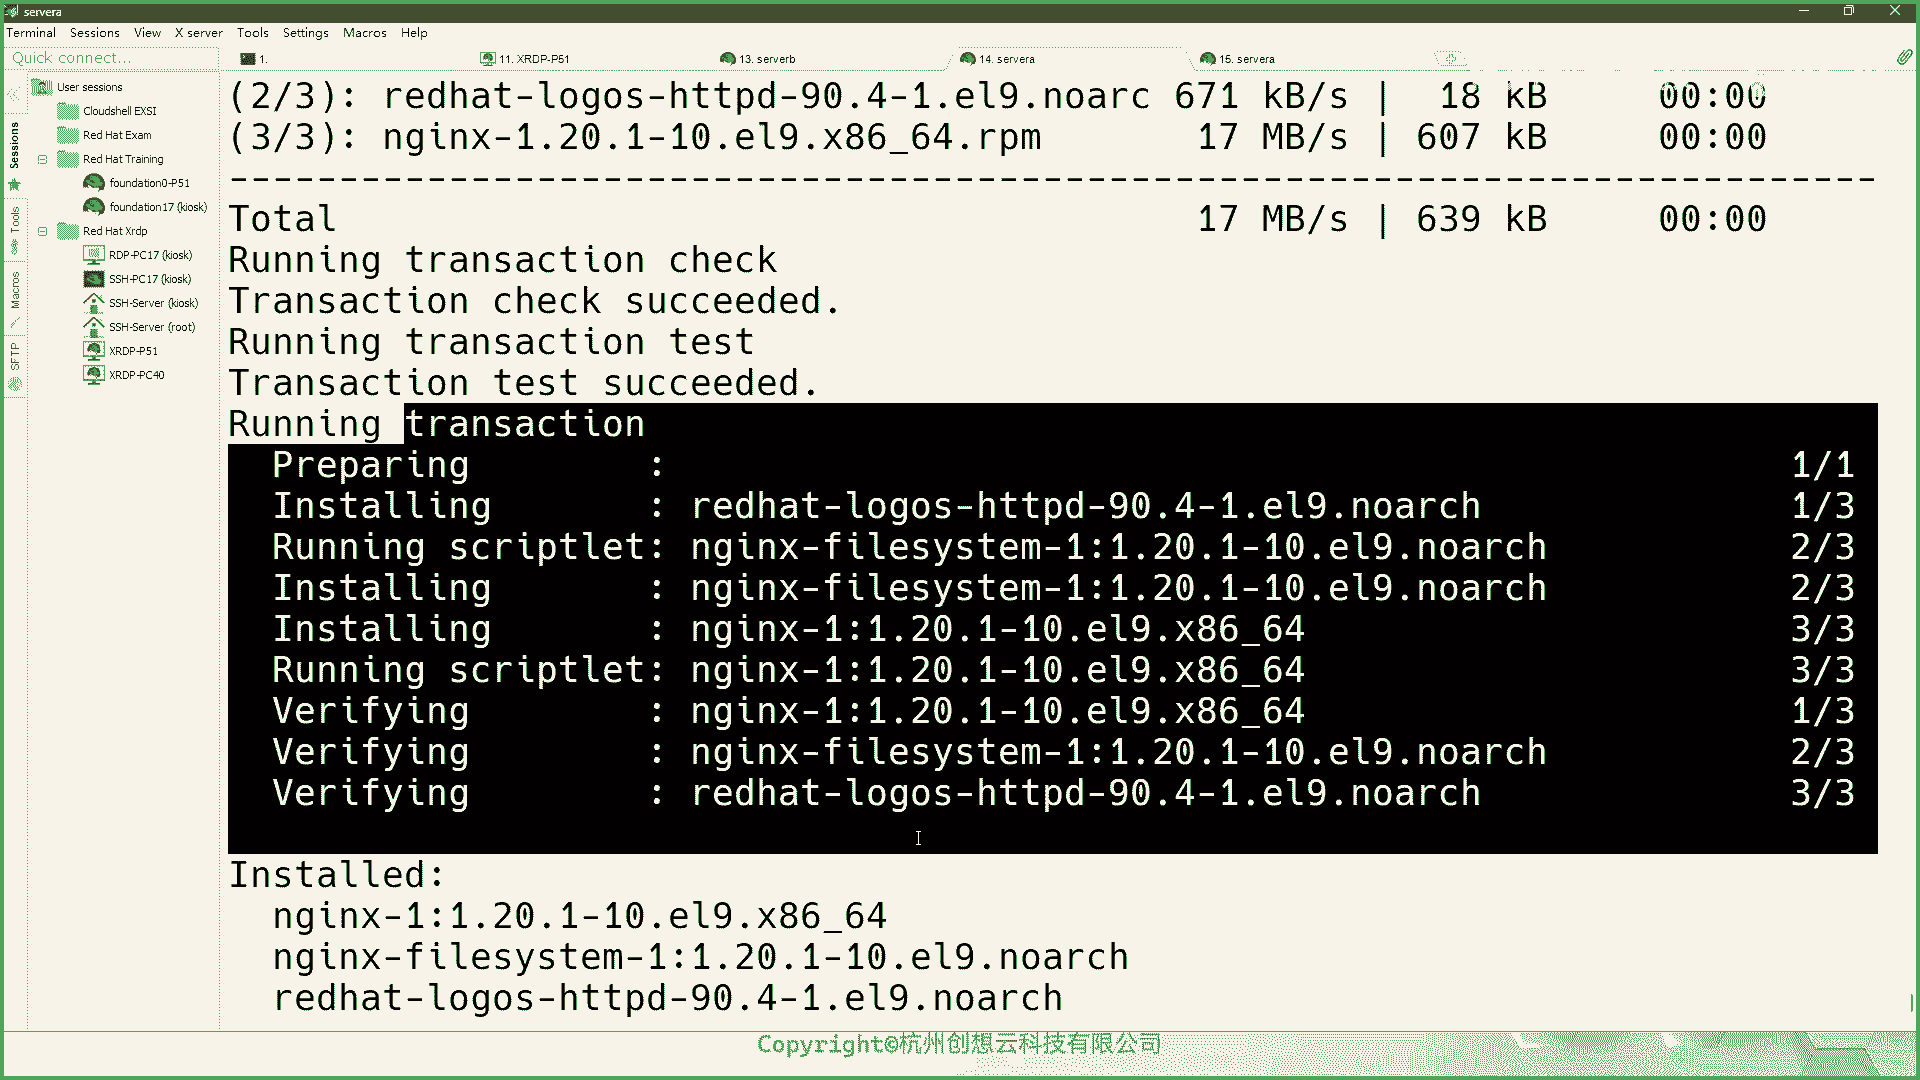 servera
Terminal Sessions View X server Tools Settings Macros Help
Quick connect...
1.
11. XRDP-P51
13. serverb
14. servera
15. servera
Sessions
Tools
Macros
SFTP
User sessions
Cloudshell EXSI
Red Hat Exam
Red Hat Training
foundation0-P51
foundation17 (kiosk)
Red Hat Xrdp
RDP-PC17 (kiosk)
SSH-PC17 (kiosk)
SSH-Server (kiosk)
SSH-Server (root)
XRDP-P51
XRDP-PC40
(2/3): redhat-logos-httpd-90.4-1.el9.noarc 671 kB/s | 18 kB 00:00
(3/3): nginx-1.20.1-10.el9.x86_64.rpm 17 MB/s | 607 kB 00:00
---------------------------------------------------------------------------
Total 17 MB/s | 639 kB 00:00
Running transaction check
Transaction check succeeded.
Running transaction test
Transaction test succeeded.
Running transaction
Preparing : 1/1
Installing : redhat-logos-httpd-90.4-1.el9.noarch 1/3
Running scriptlet: nginx-filesystem-1:1.20.1-10.el9.noarch 2/3
Installing : nginx-filesystem-1:1.20.1-10.el9.noarch 2/3
Installing : nginx-1:1.20.1-10.el9.x86_64 3/3
Running scriptlet: nginx-1:1.20.1-10.el9.x86_64 3/3
Verifying : nginx-1:1.20.1-10.el9.x86_64 1/3
Verifying : nginx-filesystem-1:1.20.1-10.el9.noarch 2/3
Verifying : redhat-logos-httpd-90.4-1.el9.noarch 3/3
Installed:
nginx-1:1.20.1-10.el9.x86_64
nginx-filesystem-1:1.20.1-10.el9.noarch
redhat-logos-httpd-90.4-1.el9.noarch
Copyright©杭州创想云科技有限公司